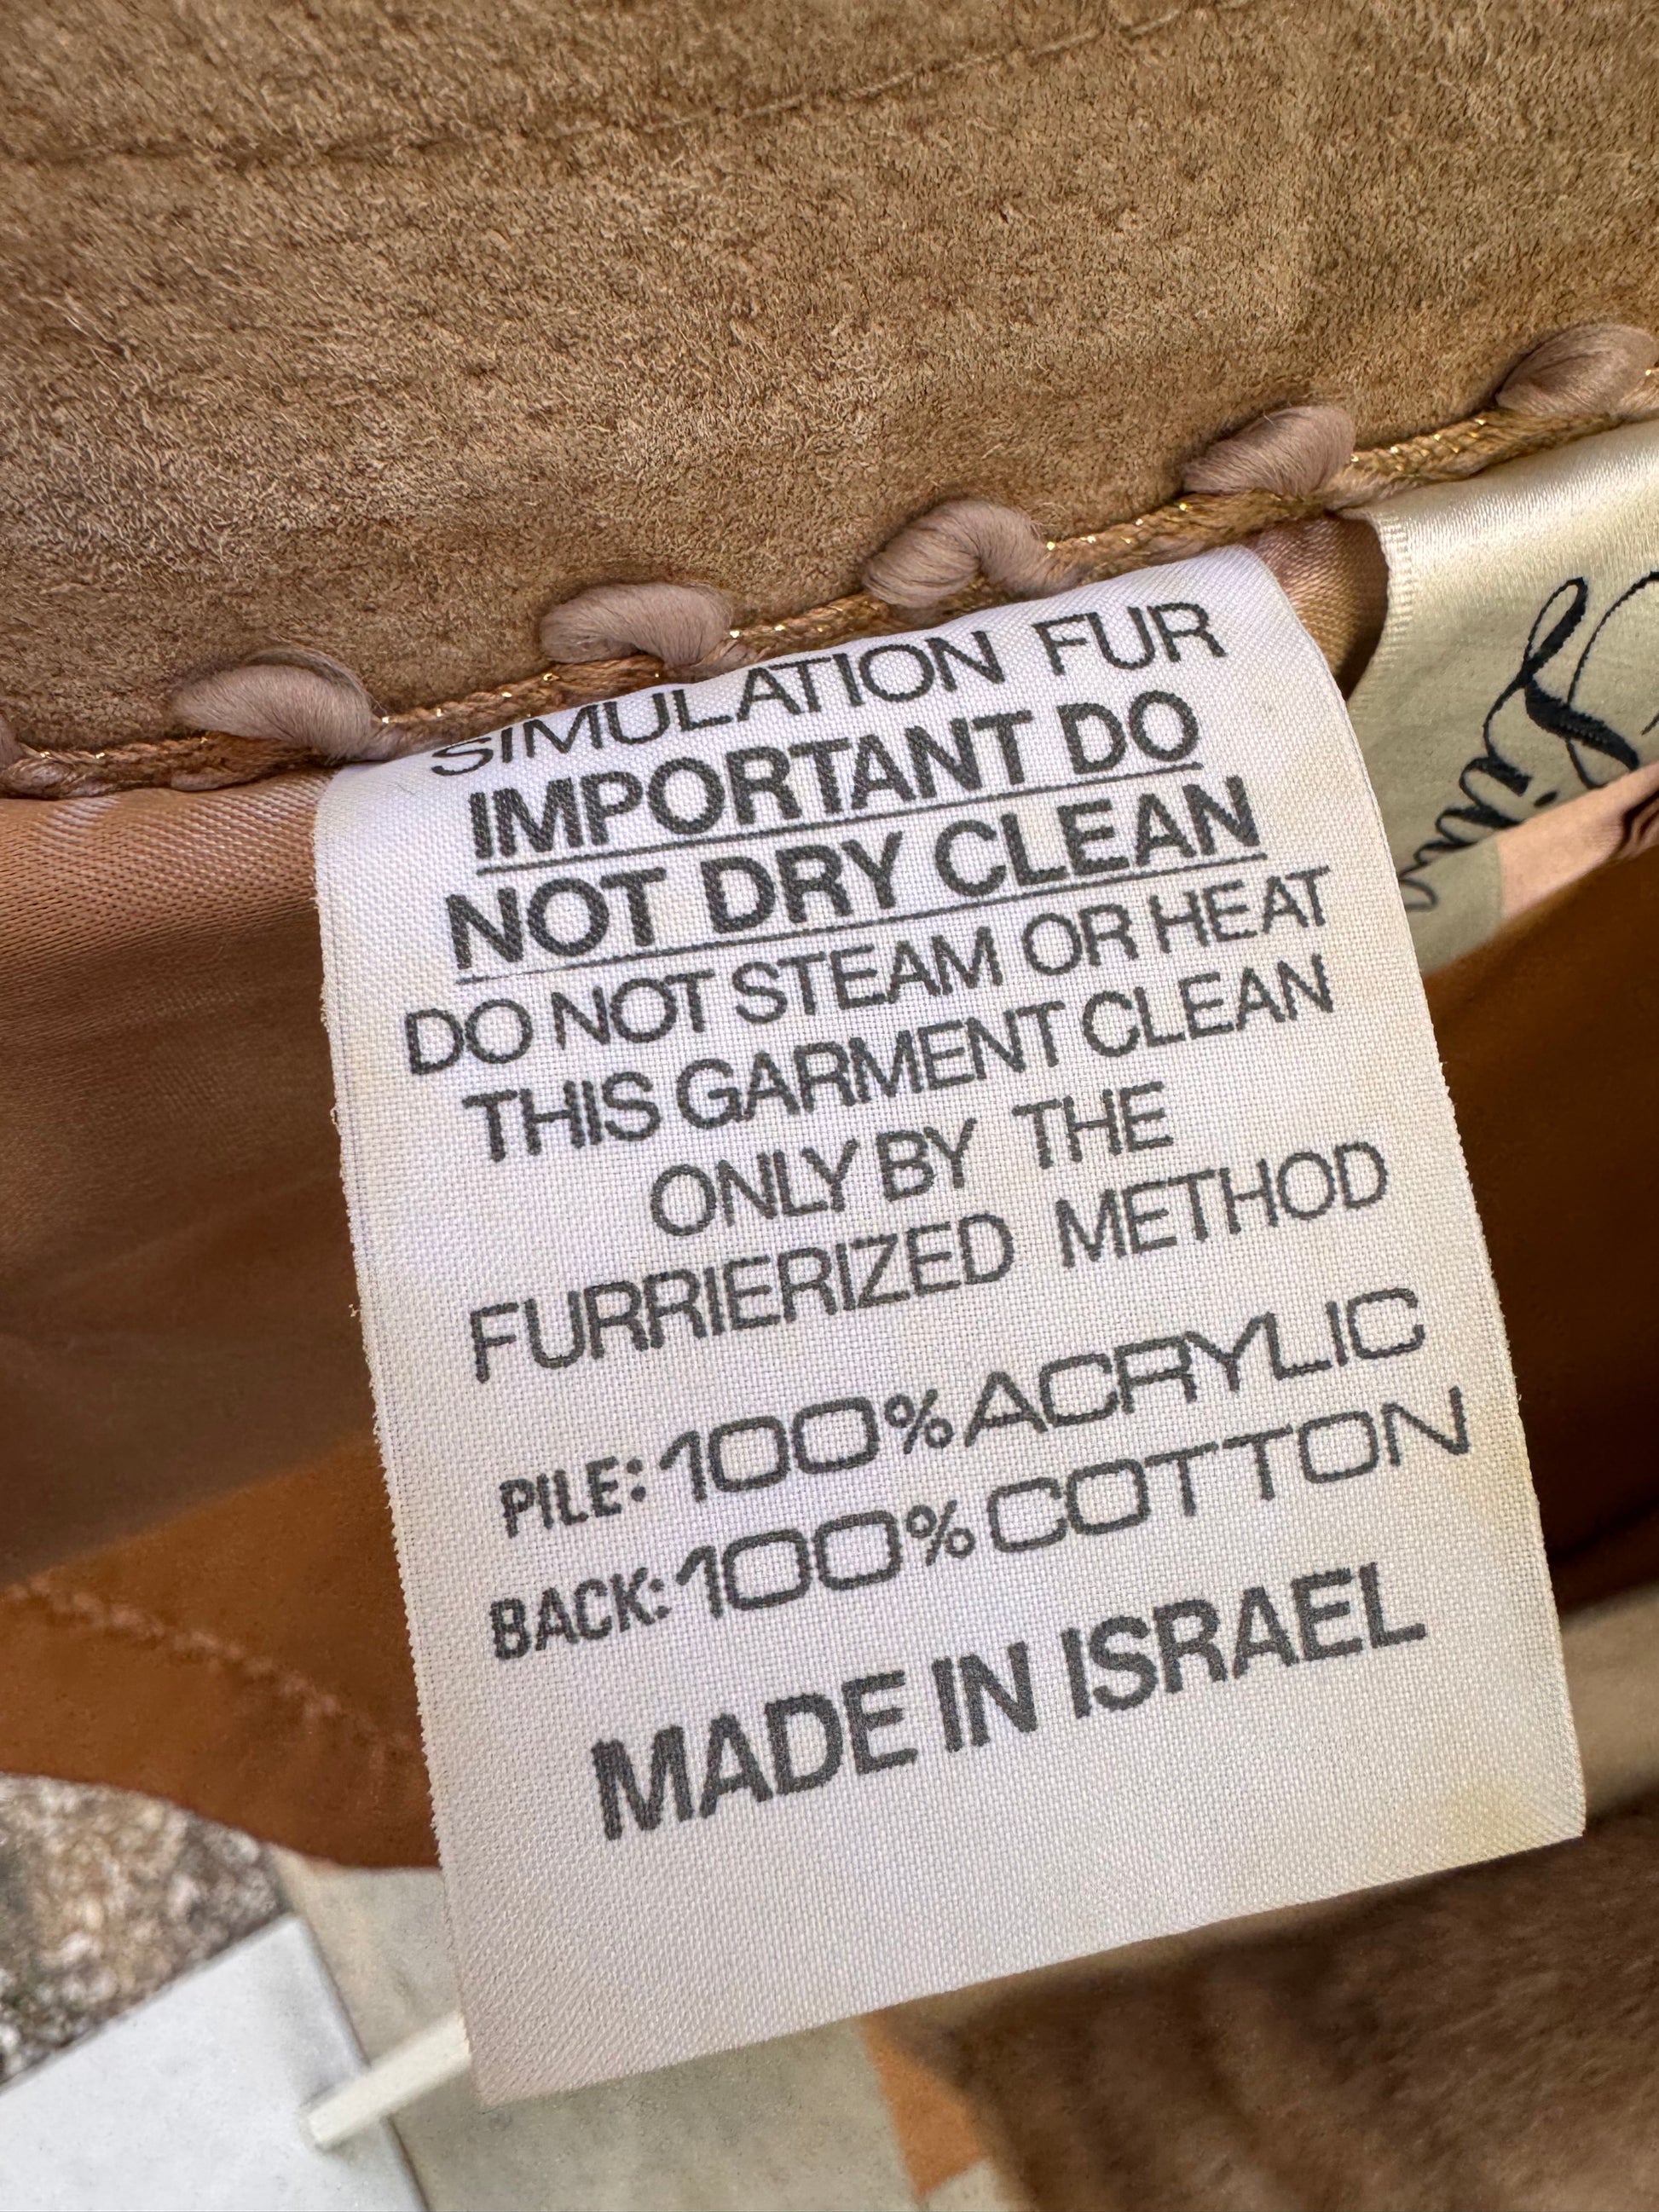 SIMULATION FUR
IMPORTANT DO
NOT DRY CLEAN
DO NOT STEAM OR HEAT
THIS GARMENT CLEAN
ONLY BY THE
FURRIERIZED METHOD
PILE: 100% ACRYLIC
BACK: 100% COTTON
MADE IN ISRAEL